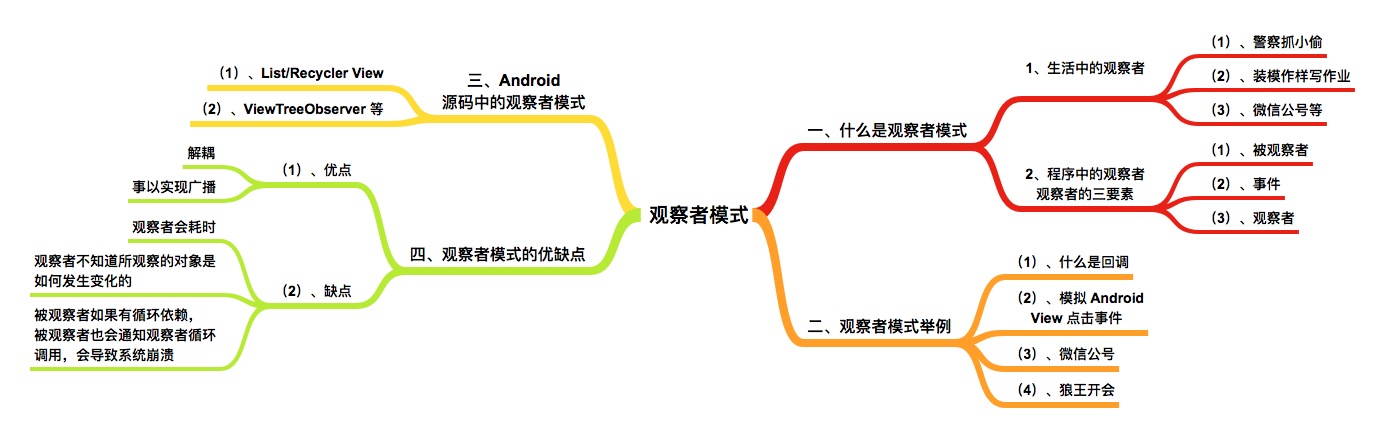 观察者模式
一、什么是观察者模式
1、生活中的观察者
（1）、警察抓小偷
（2）、装模作样写作业
（3）、微信公号等
2、程序中的观察者
观察者的三要素
（1）、被观察者
（2）、事件
（3）、观察者
二、观察者模式举例
（1）、什么是回调
（2）、模拟 Android
View 点击事件
（3）、微信公号
（4）、狼王开会
三、Android
源码中的观察者模式
（1）、List/Recycler View
（2）、ViewTreeObserver 等
四、观察者模式的优缺点
（1）、优点
解耦
事以实现广播
（2）、缺点
观察者会耗时
观察者不知道所观察的对象是
如何发生变化的
被观察者如果有循环依赖，
被观察者也会通知观察者循环
调用，会导致系统崩溃